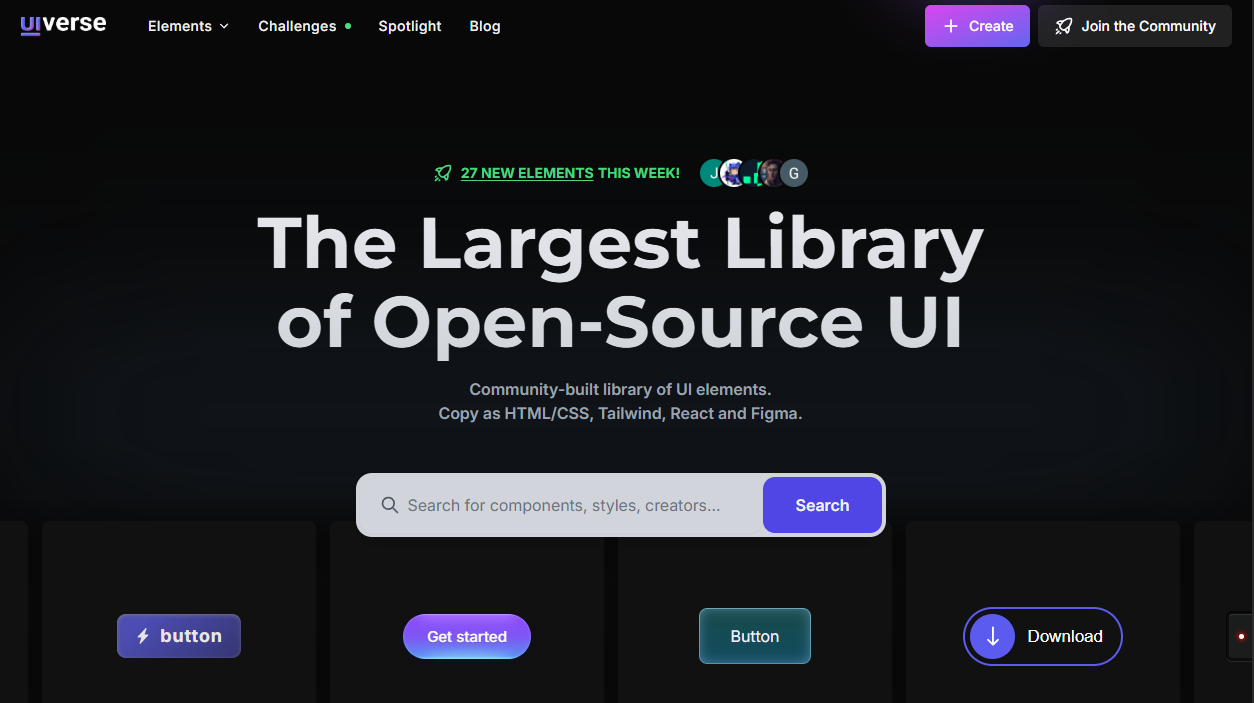 uiverse
Elements
Challenges
Spotlight
Blog
Create
Join the Community
27 NEW ELEMENTS THIS WEEK!
J
G
The Largest Library
of Open-Source UI
Community-built library of UI elements.
Copy as HTML/CSS, Tailwind, React and Figma.
Search for components, styles, creators...
Search
button
Get started
Button
Download